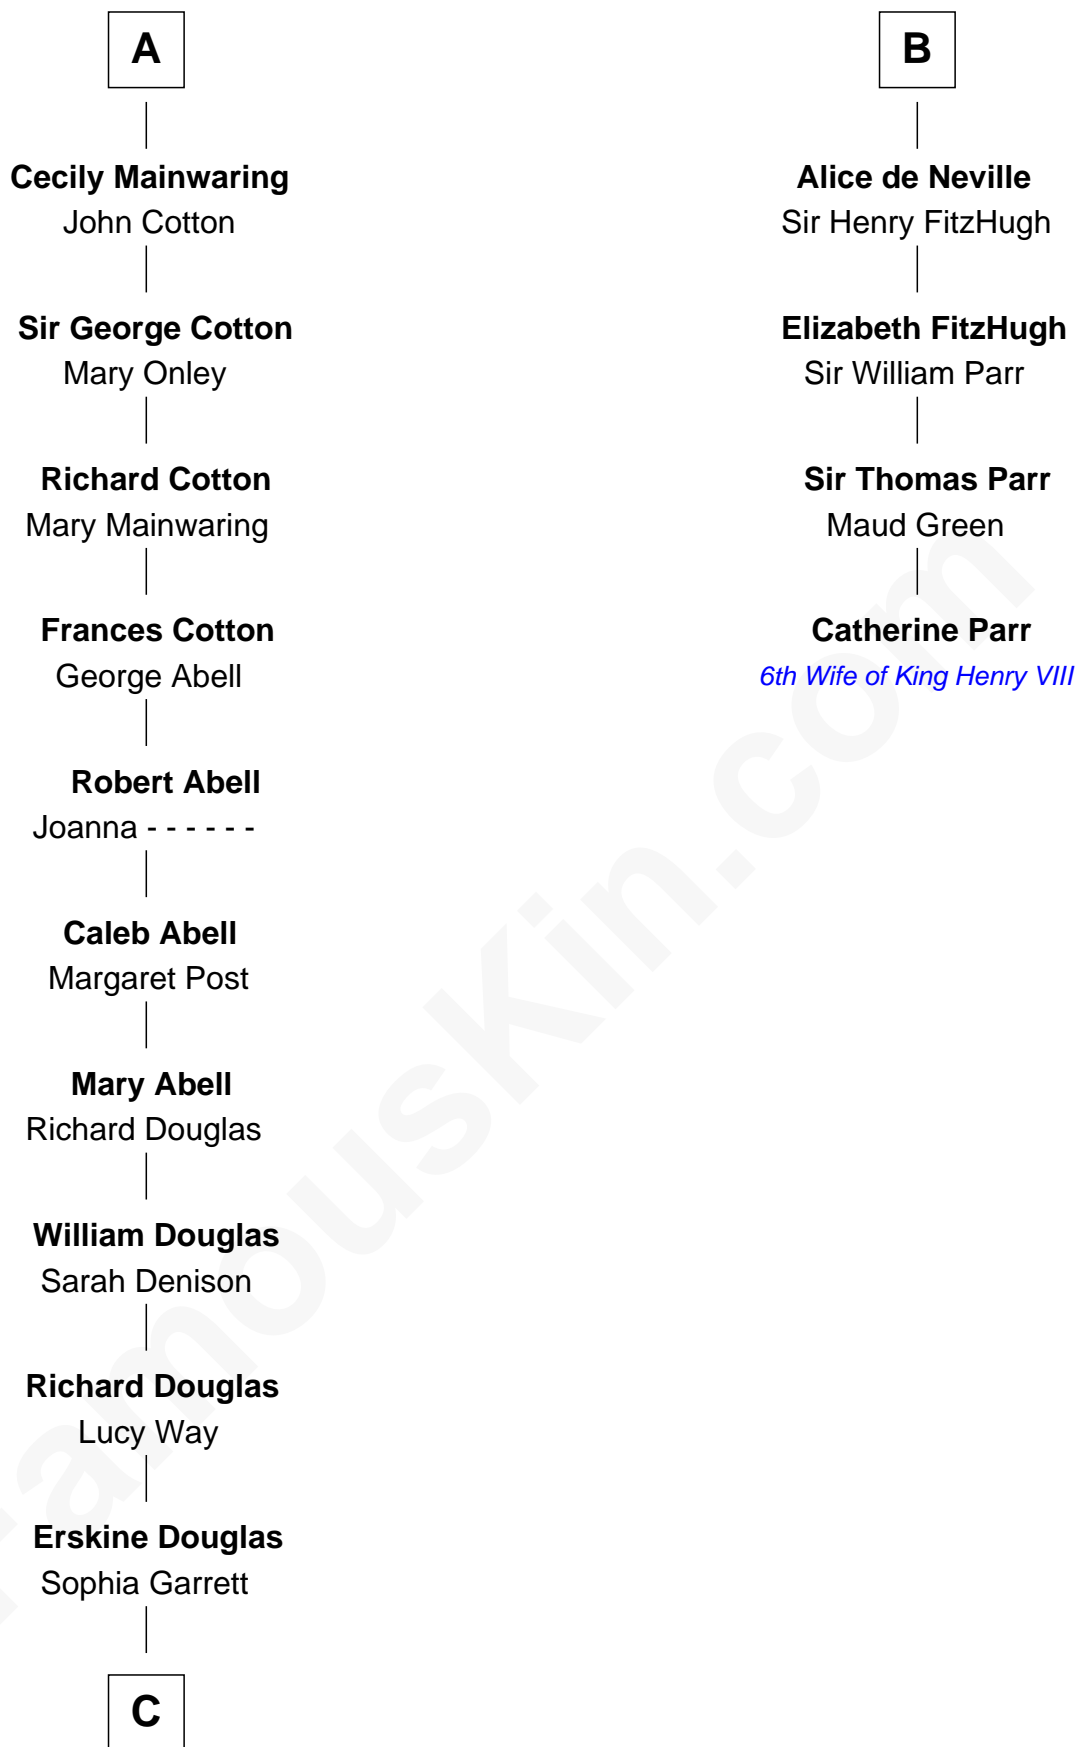 A
Cecily Mainwaring
John Cotton
Sir George Cotton
Mary Onley
Richard Cotton
Mary Mainwaring
Frances Cotton
George Abell
Robert Abell
Joanna - - - - - -
Caleb Abell
Margaret Post
Mary Abell
Richard Douglas
William Douglas
Sarah Denison
Richard Douglas
Lucy Way
Erskine Douglas
Sophia Garrett
C
B
Alice de Neville
Sir Henry FitzHugh
Elizabeth FitzHugh
Sir William Parr
Sir Thomas Parr
Maud Green
Catherine Parr
6th Wife of King Henry VIII
FamousKin.com